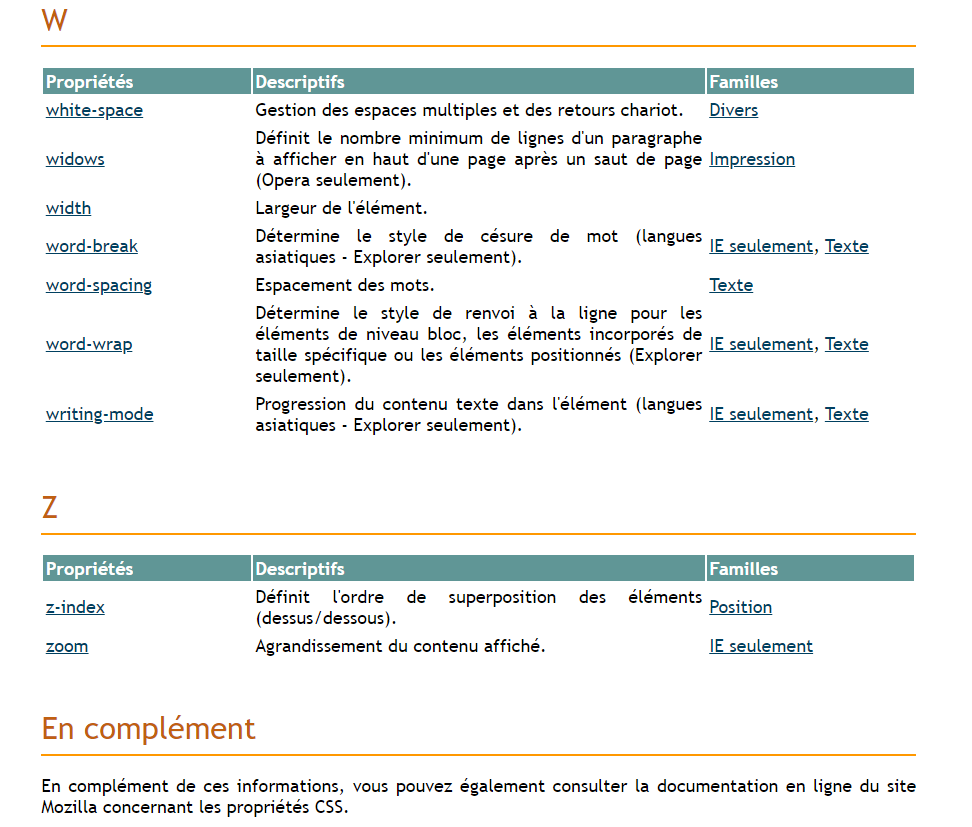 W
Propriétés Descriptifs Familles
white-space Gestion des espaces multiples et des retours chariot. Divers
Définit le nombre minimum de lignes d'un paragraphe
widows à afficher en haut d'une page après un saut de page Impression
(Opera seulement).
width Largeur de l'élément.
Détermine le style de césure de mot (langues
word-break IE seulement, Texte
asiatiques - Explorer seulement).
word-spacing Espacement des mots. Texte
Détermine le style de renvoi à la ligne pour les
éléments de niveau bloc, les éléments incorporés de
word-wrap IE seulement, Texte
taille spécifique ou les éléments positionnés (Explorer
seulement).
Progression du contenu texte dans l'élément (langues
writing-mode IE seulement, Texte
asiatiques - Explorer seulement).
Z
Propriétés Descriptifs Familles
Définit l'ordre de superposition des éléments
z-index Position
(dessus/dessous).
zoom Agrandissement du contenu affiché. IE seulement
En complément
En complément de ces informations, vous pouvez également consulter la documentation en ligne du site
Mozilla concernant les propriétés CSS.